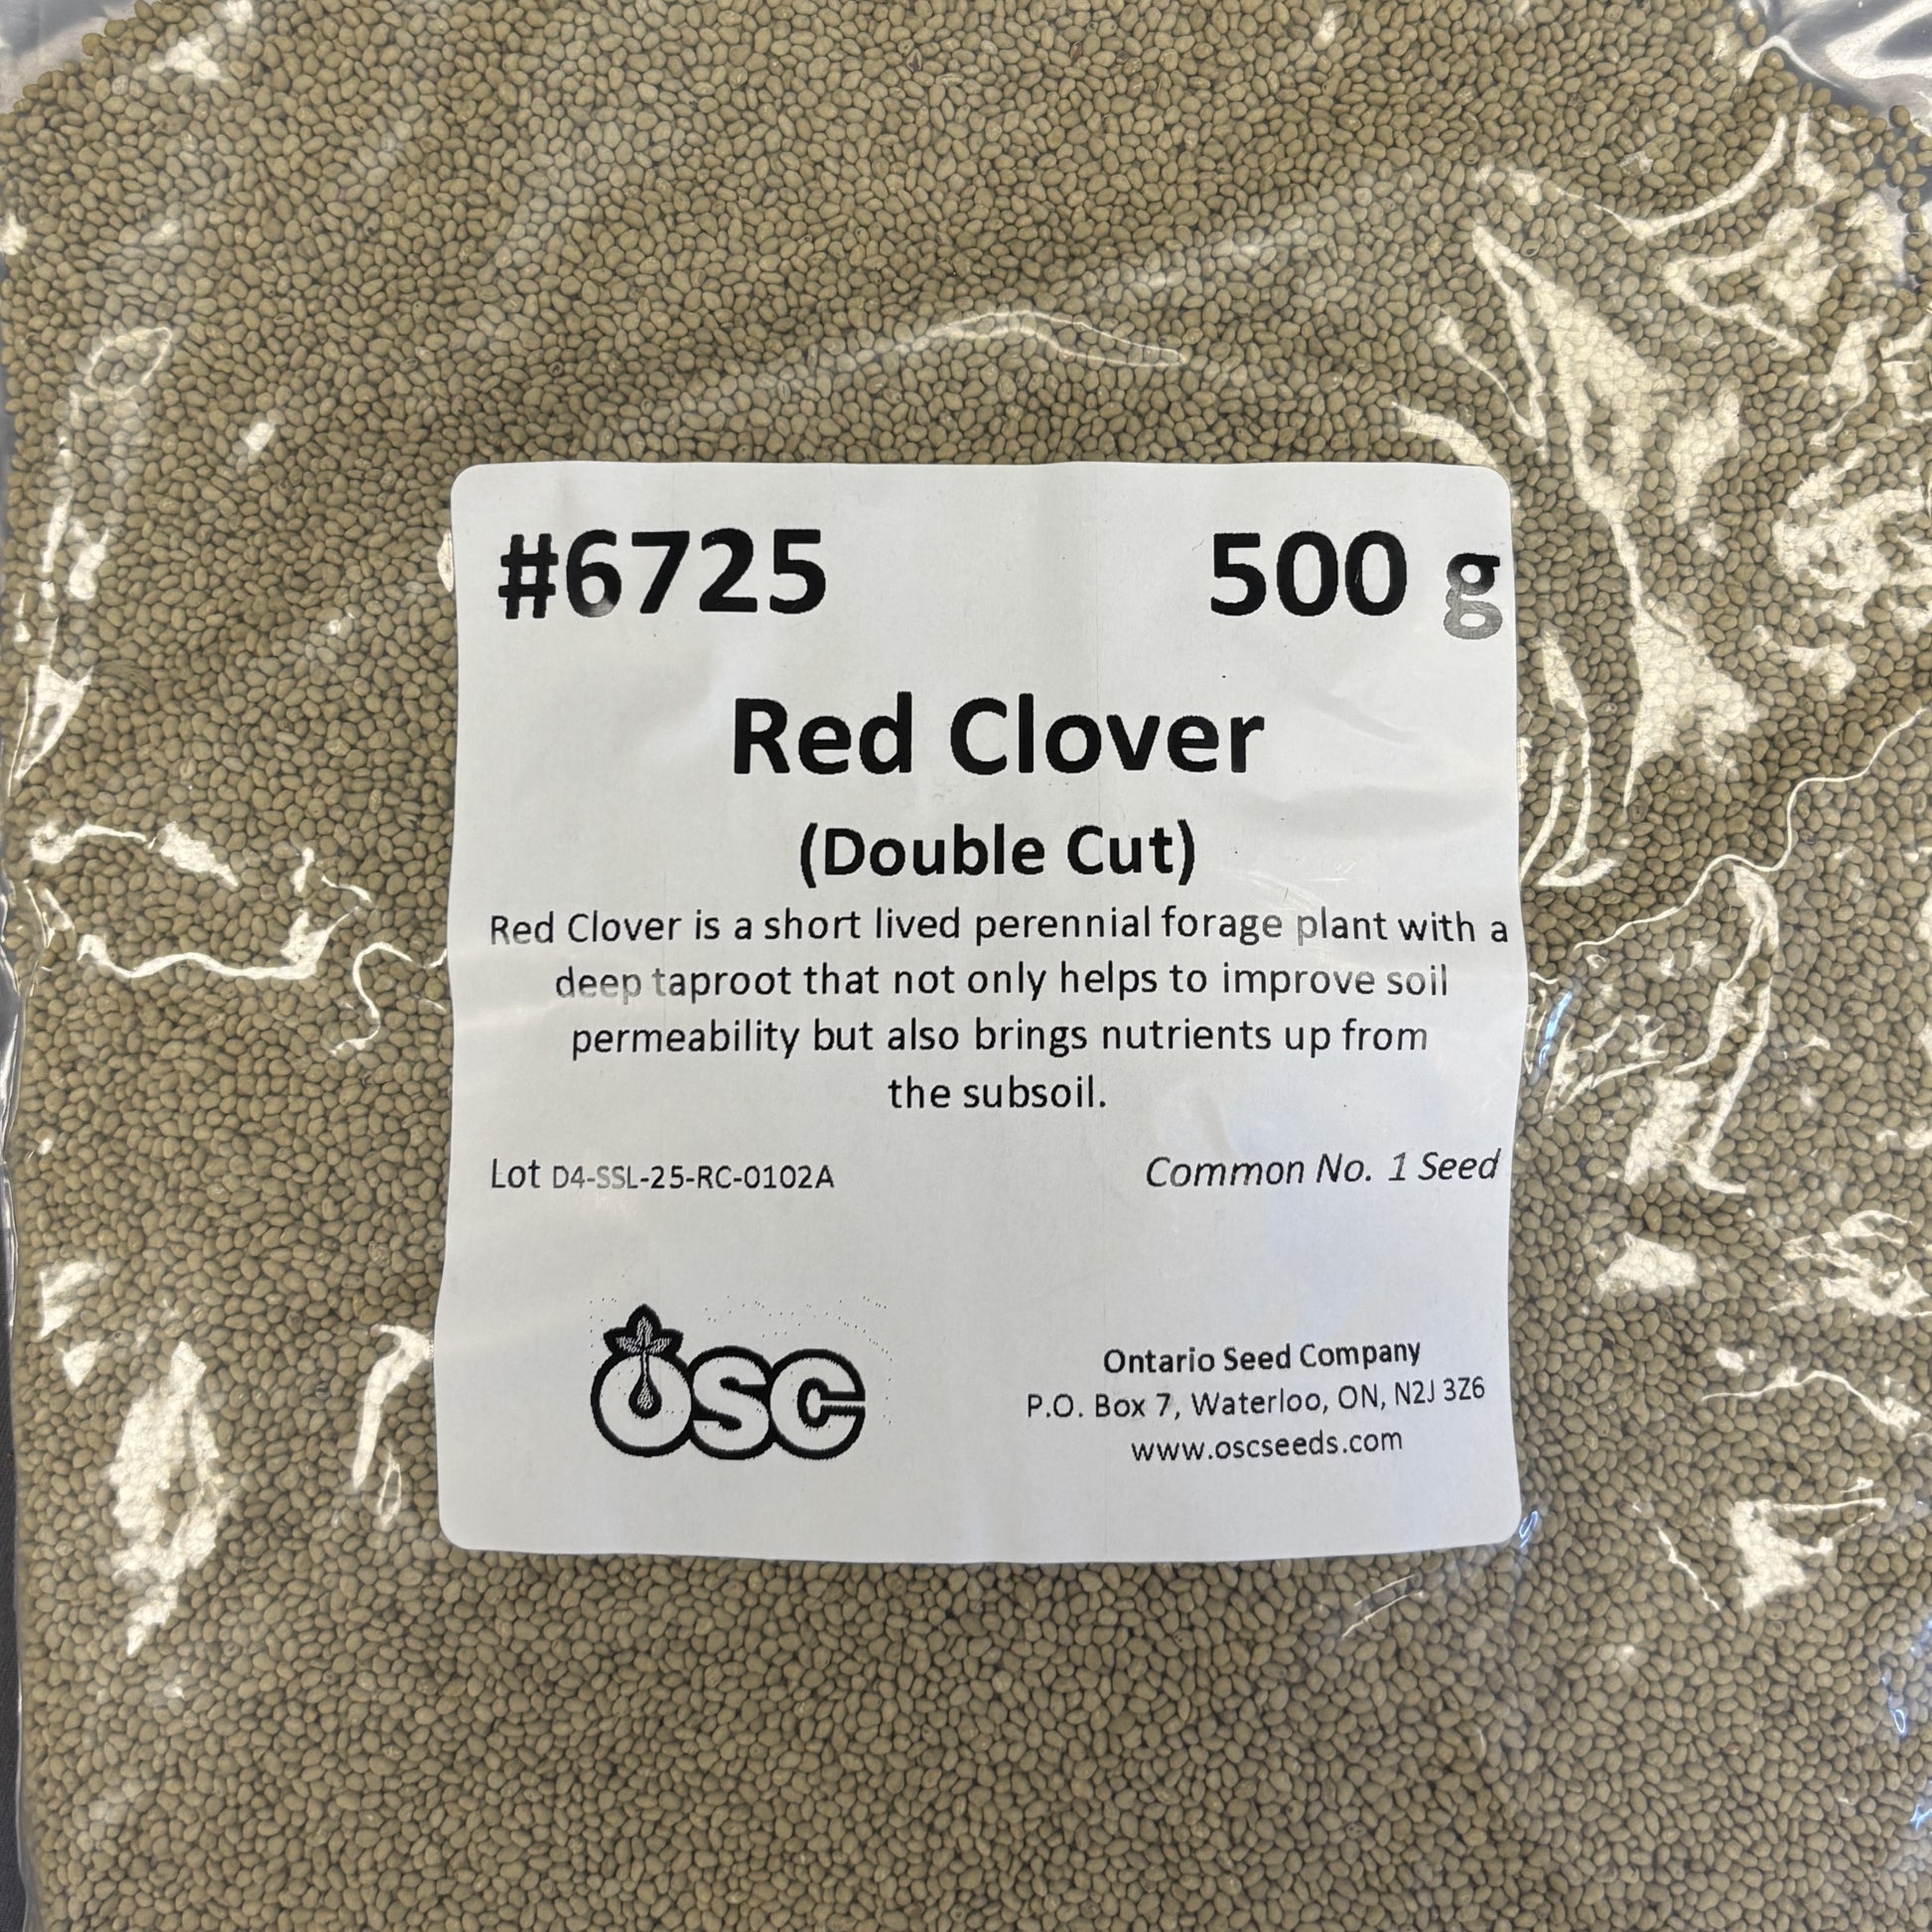 #6725 500 g
Red Clover
(Double Cut)
Red Clover is a short lived perennial forage plant with a
deep taproot that not only helps to improve soil
permeability but also brings nutrients up from
the subsoil.
Lot D4-SSL-25-RC-0102A Common No. 1 Seed
OSC
Ontario Seed Company
P.O. Box 7, Waterloo, ON, N2J 3Z6
www.oscseeds.com